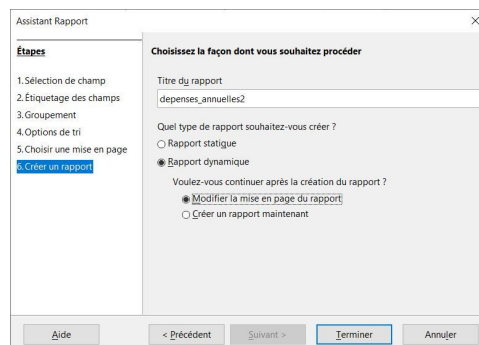 Assistant Rapport
Étapes
1.Sélection de champ
2.Étiquetage des champs
3.Groupement
4.Options de tri
5.Choisir une mise en page
6.Créer un rapport
Choisissez la façon dont vous souhaitez procéder
Titre du rapport
depenses_annuelles2
Quel type de rapport souhaitez-vous créer ?
Rapport statique
Rapport dynamique
Voulez-vous continuer après la création du rapport ?
Modifier la mise en page du rapport
Créer un rapport maintenant
Aide
< Précédent
Suivant >
Terminer
Annuler